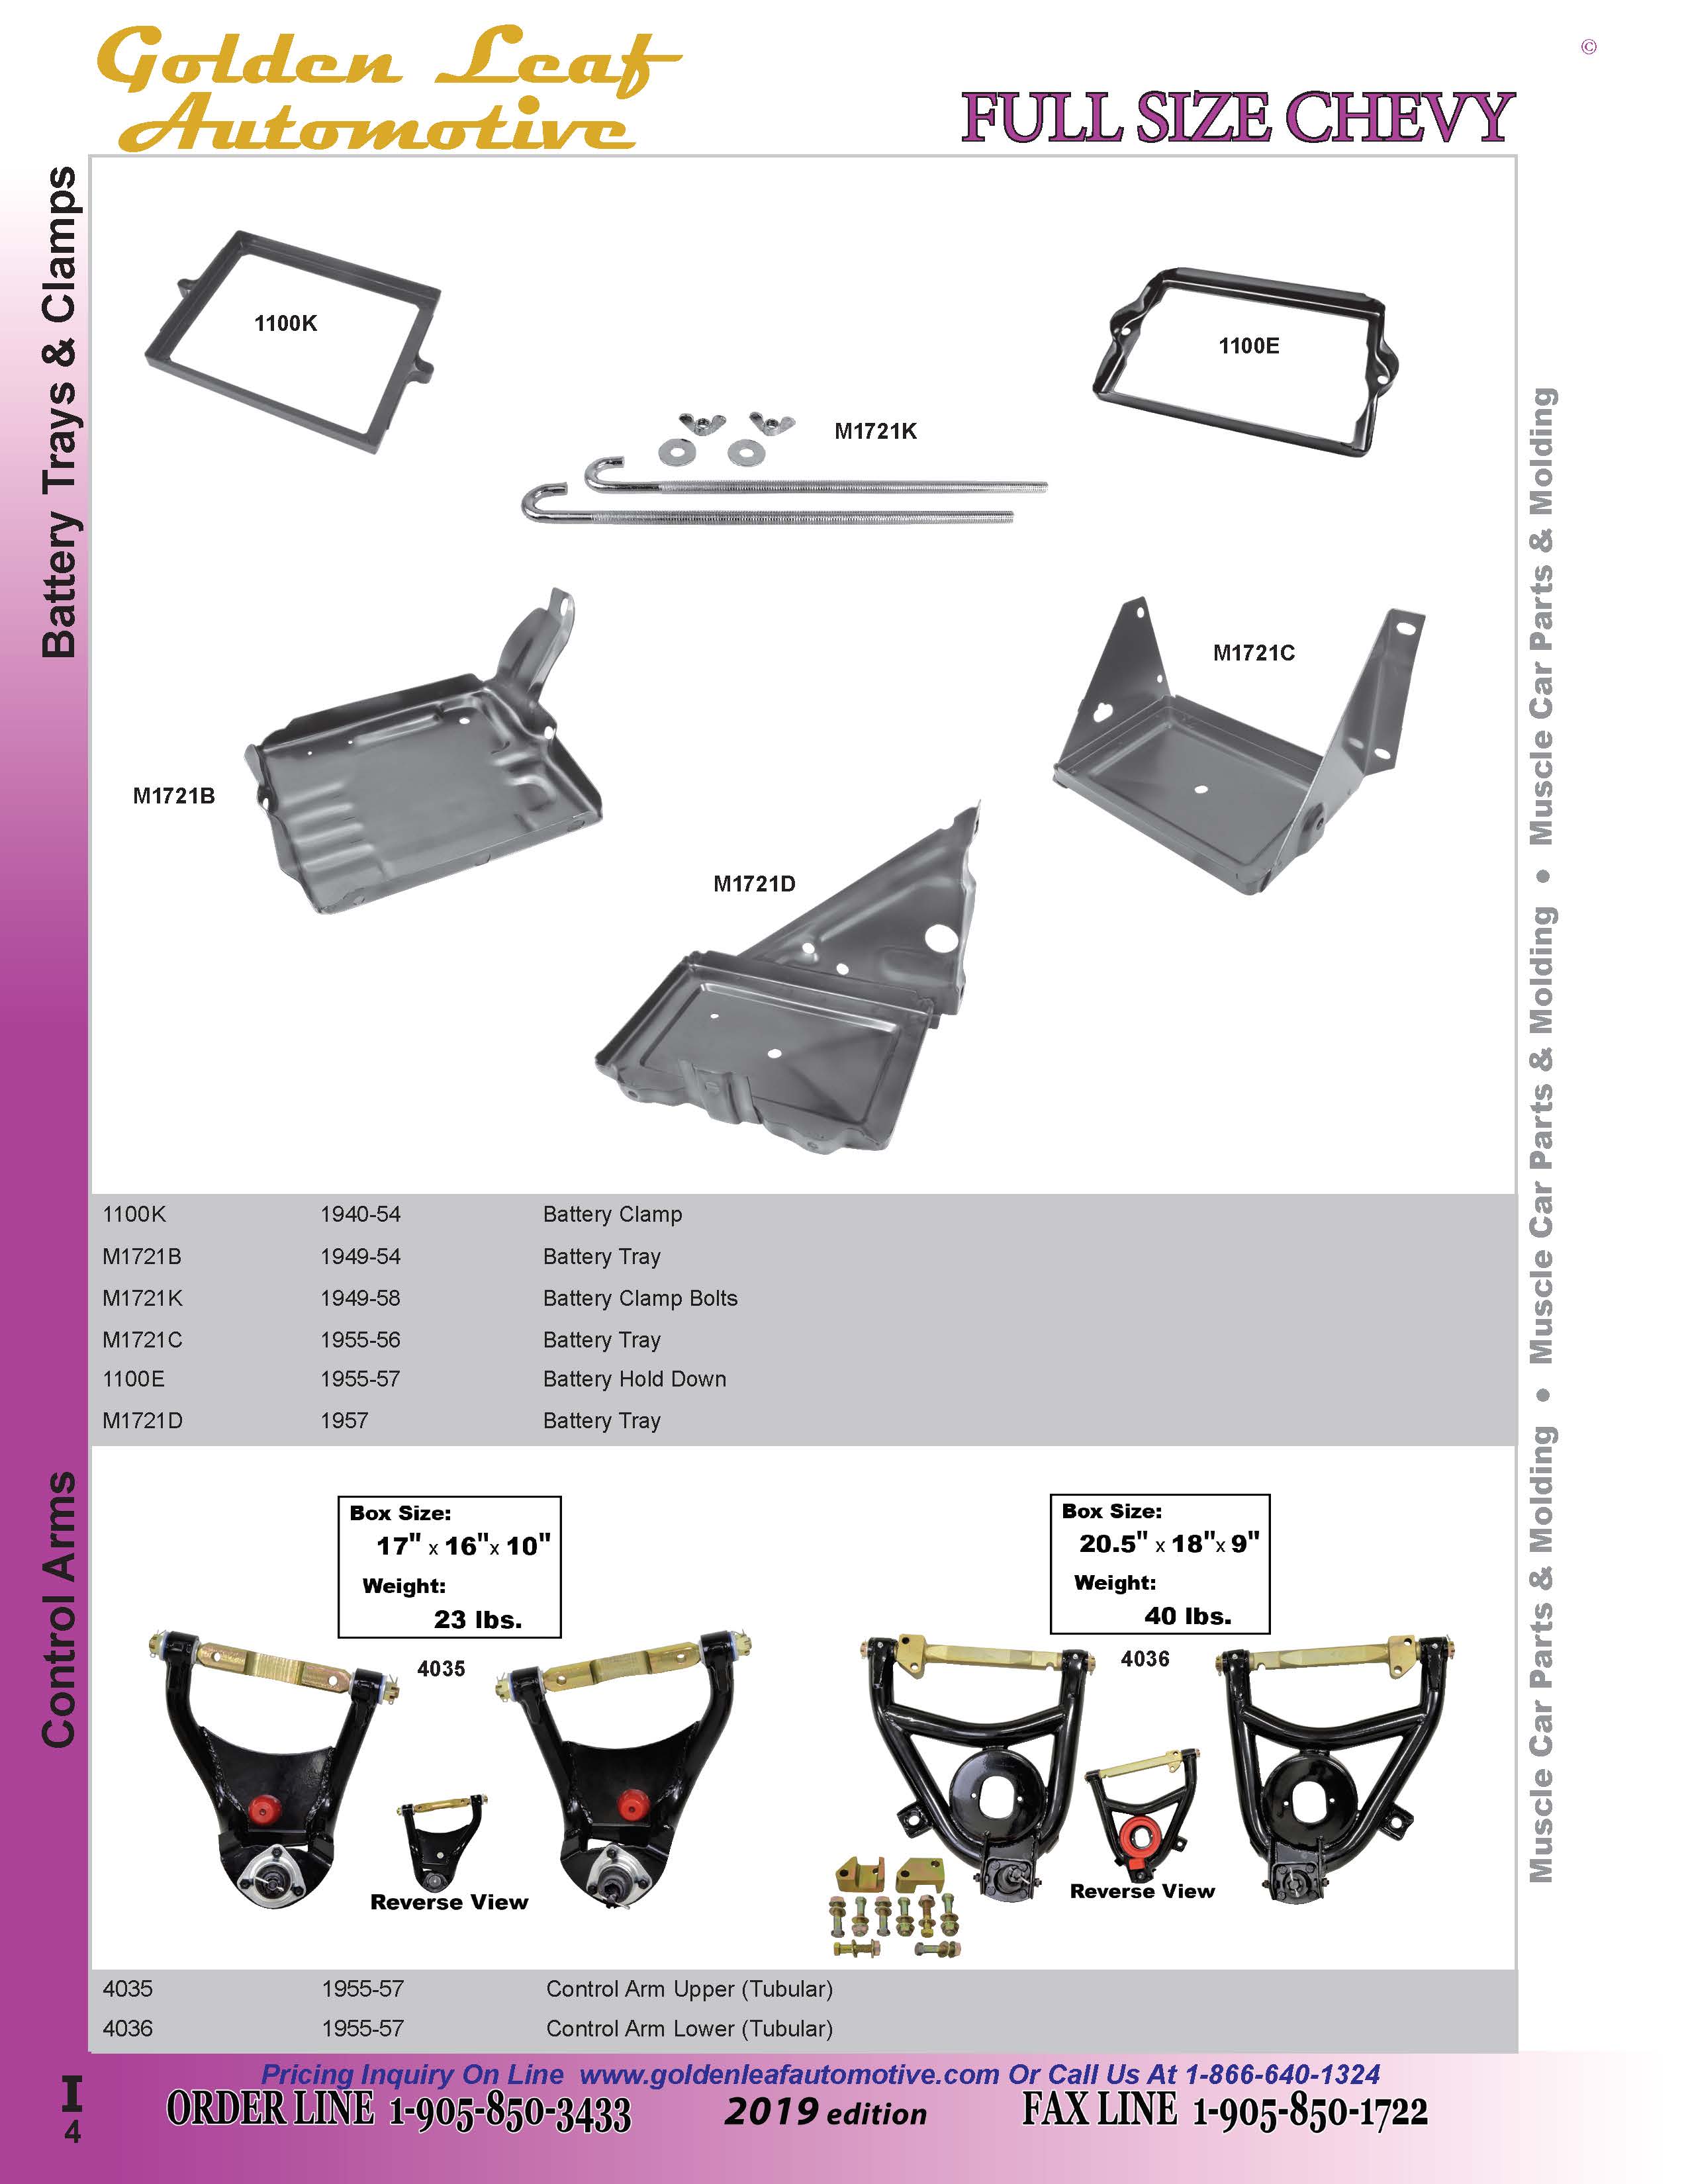 Golden Leaf
Automotive
©
FULL SIZE CHEVY
Battery Trays & Clamps
1100K
1100E
M1721K
M1721C
M1721B
M1721D
1100K 1940-54 Battery Clamp
M1721B 1949-54 Battery Tray
M1721K 1949-58 Battery Clamp Bolts
M1721C 1955-56 Battery Tray
1100E 1955-57 Battery Hold Down
M1721D 1957 Battery Tray
Control Arms
Box Size:
17" x 16"x 10"
Weight:
23 lbs.
4035
Reverse View
Box Size:
20.5" x 18"x 9"
Weight:
40 lbs.
4036
Reverse View
4035 1955-57 Control Arm Upper (Tubular)
4036 1955-57 Control Arm Lower (Tubular)
Muscle Car Parts & Molding • Muscle Car Parts & Molding • Muscle Car Parts & Molding
Pricing Inquiry On Line www.goldenleafautomotive.com Or Call Us At 1-866-640-1324
ORDER LINE 1-905-850-3433 2019 edition FAX LINE 1-905-850-1722
I
4